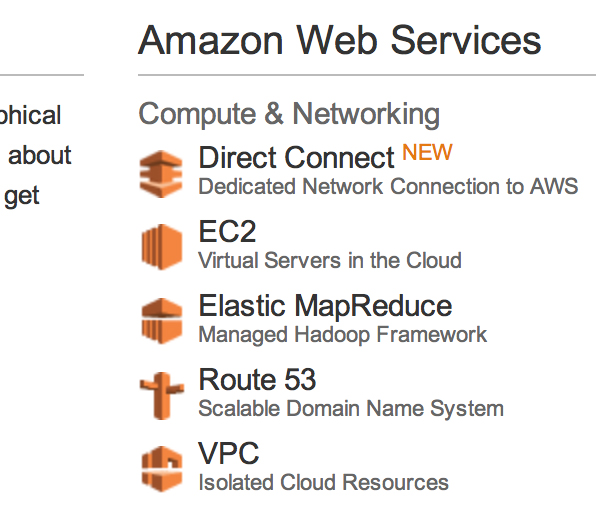 Amazon Web Services
phical
about
get
Compute & Networking
Direct Connect NEW
Dedicated Network Connection to AWS
EC2
Virtual Servers in the Cloud
Elastic MapReduce
Managed Hadoop Framework
Route 53
Scalable Domain Name System
VPC
Isolated Cloud Resources